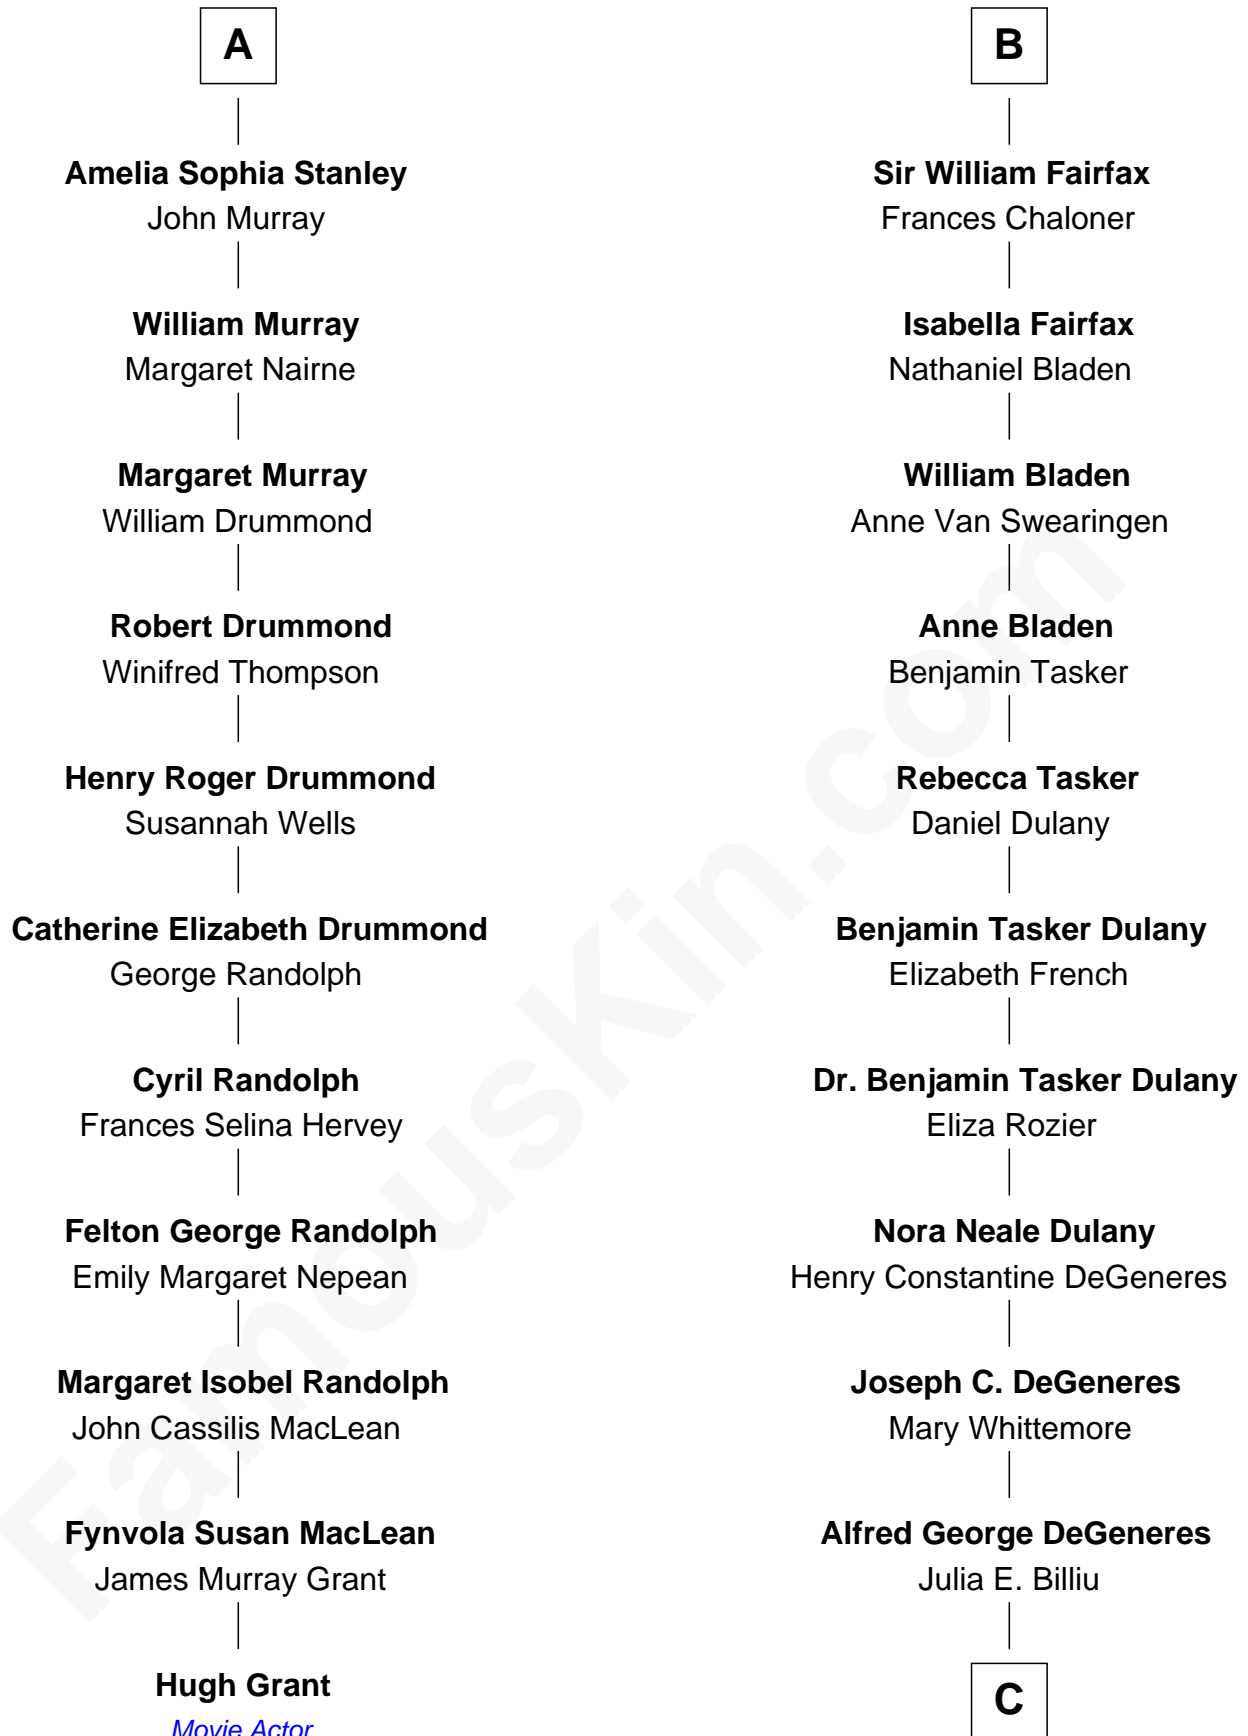 A
Amelia Sophia Stanley
John Murray
William Murray
Margaret Nairne
Margaret Murray
William Drummond
Robert Drummond
Winifred Thompson
Henry Roger Drummond
Susannah Wells
Catherine Elizabeth Drummond
George Randolph
Cyril Randolph
Frances Selina Hervey
Felton George Randolph
Emily Margaret Nepean
Margaret Isobel Randolph
John Cassilis MacLean
Fynvola Susan MacLean
James Murray Grant
Hugh Grant
Movie Actor
B
Sir William Fairfax
Frances Chaloner
Isabella Fairfax
Nathaniel Bladen
William Bladen
Anne Van Swearingen
Anne Bladen
Benjamin Tasker
Rebecca Tasker
Daniel Dulany
Benjamin Tasker Dulany
Elizabeth French
Dr. Benjamin Tasker Dulany
Eliza Rozier
Nora Neale Dulany
Henry Constantine DeGeneres
Joseph C. DeGeneres
Mary Whittemore
Alfred George DeGeneres
Julia E. Billiu
C
FamousKin.com